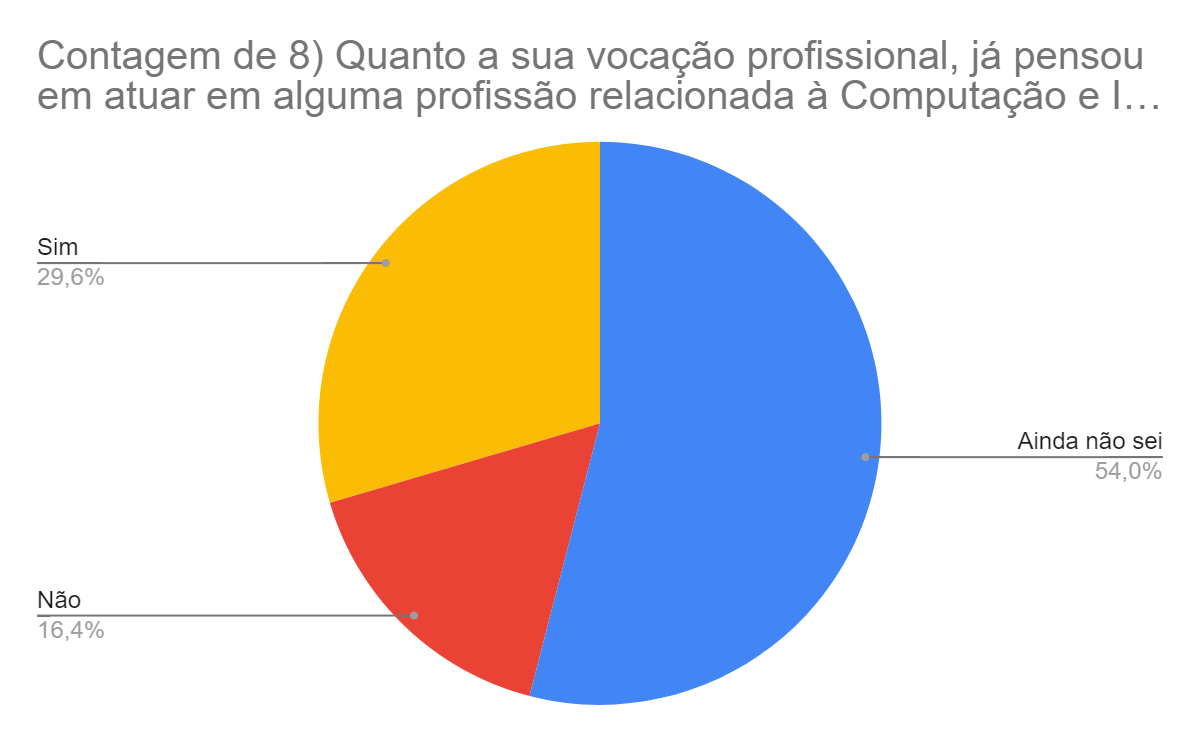 Contagem de 8) Quanto a sua vocação profissional, já pensou
em atuar em alguma profissão relacionada à Computação e I…
Sim
29,6%
Ainda não sei
54,0%
Não
16,4%